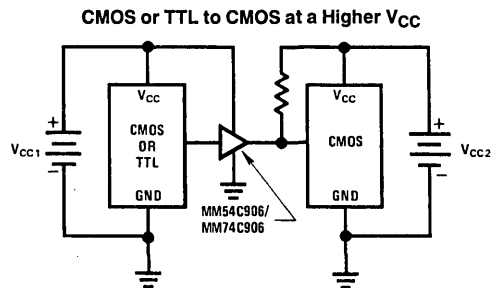 CMOS or TTL to CMOS at a Higher VCC
VCC
CMOS
OR
TTL
GND
VCC1
+
−
MM54C906/
MM74C906
VCC
CMOS
GND
+
−
VCC2